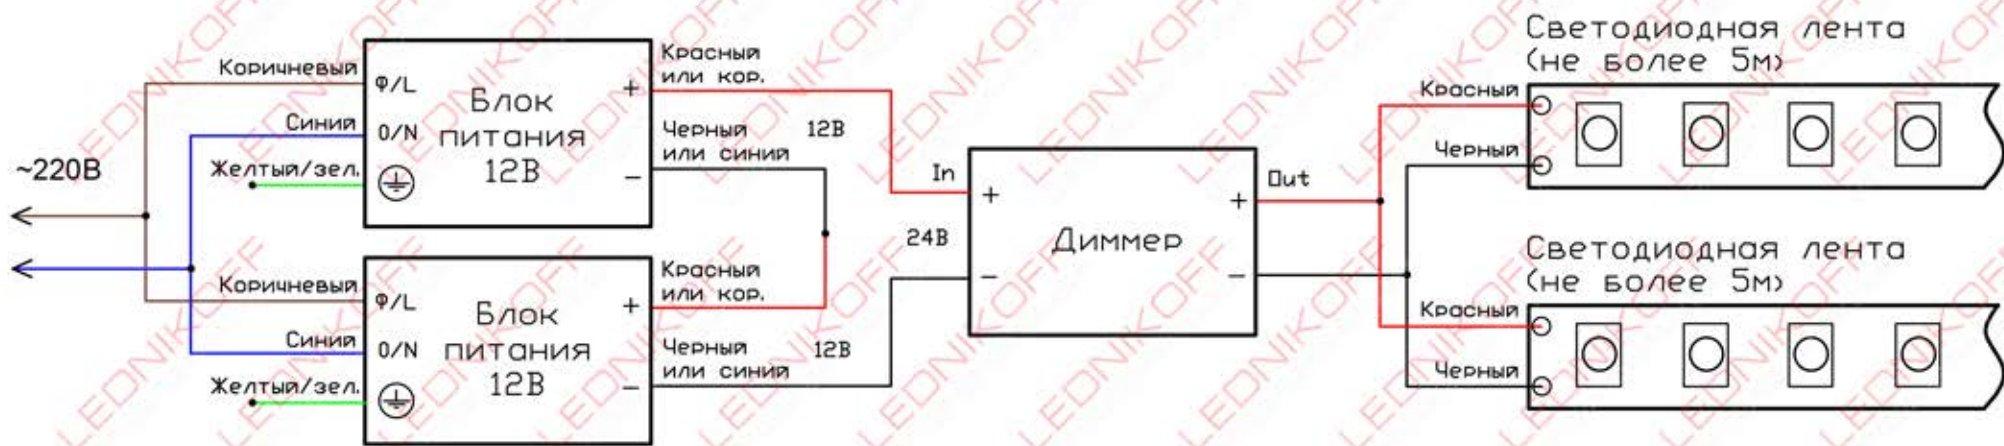 ~220В
Коричневый
Синий
Желтый/зел.
Ф/L
0/N
Блок
питания
12В
+
−
Красный
или кор.
Черный
или синий
12В
Коричневый
Синий
Желтый/зел.
Ф/L
0/N
Блок
питания
12В
+
−
Красный
или кор.
Черный
или синий
12В
24В
In
+
−
Диммер
+
−
Out
Светодиодная лента
(не более 5м)
Красный
Черный
Светодиодная лента
(не более 5м)
Красный
Черный
LEDNIKOFF